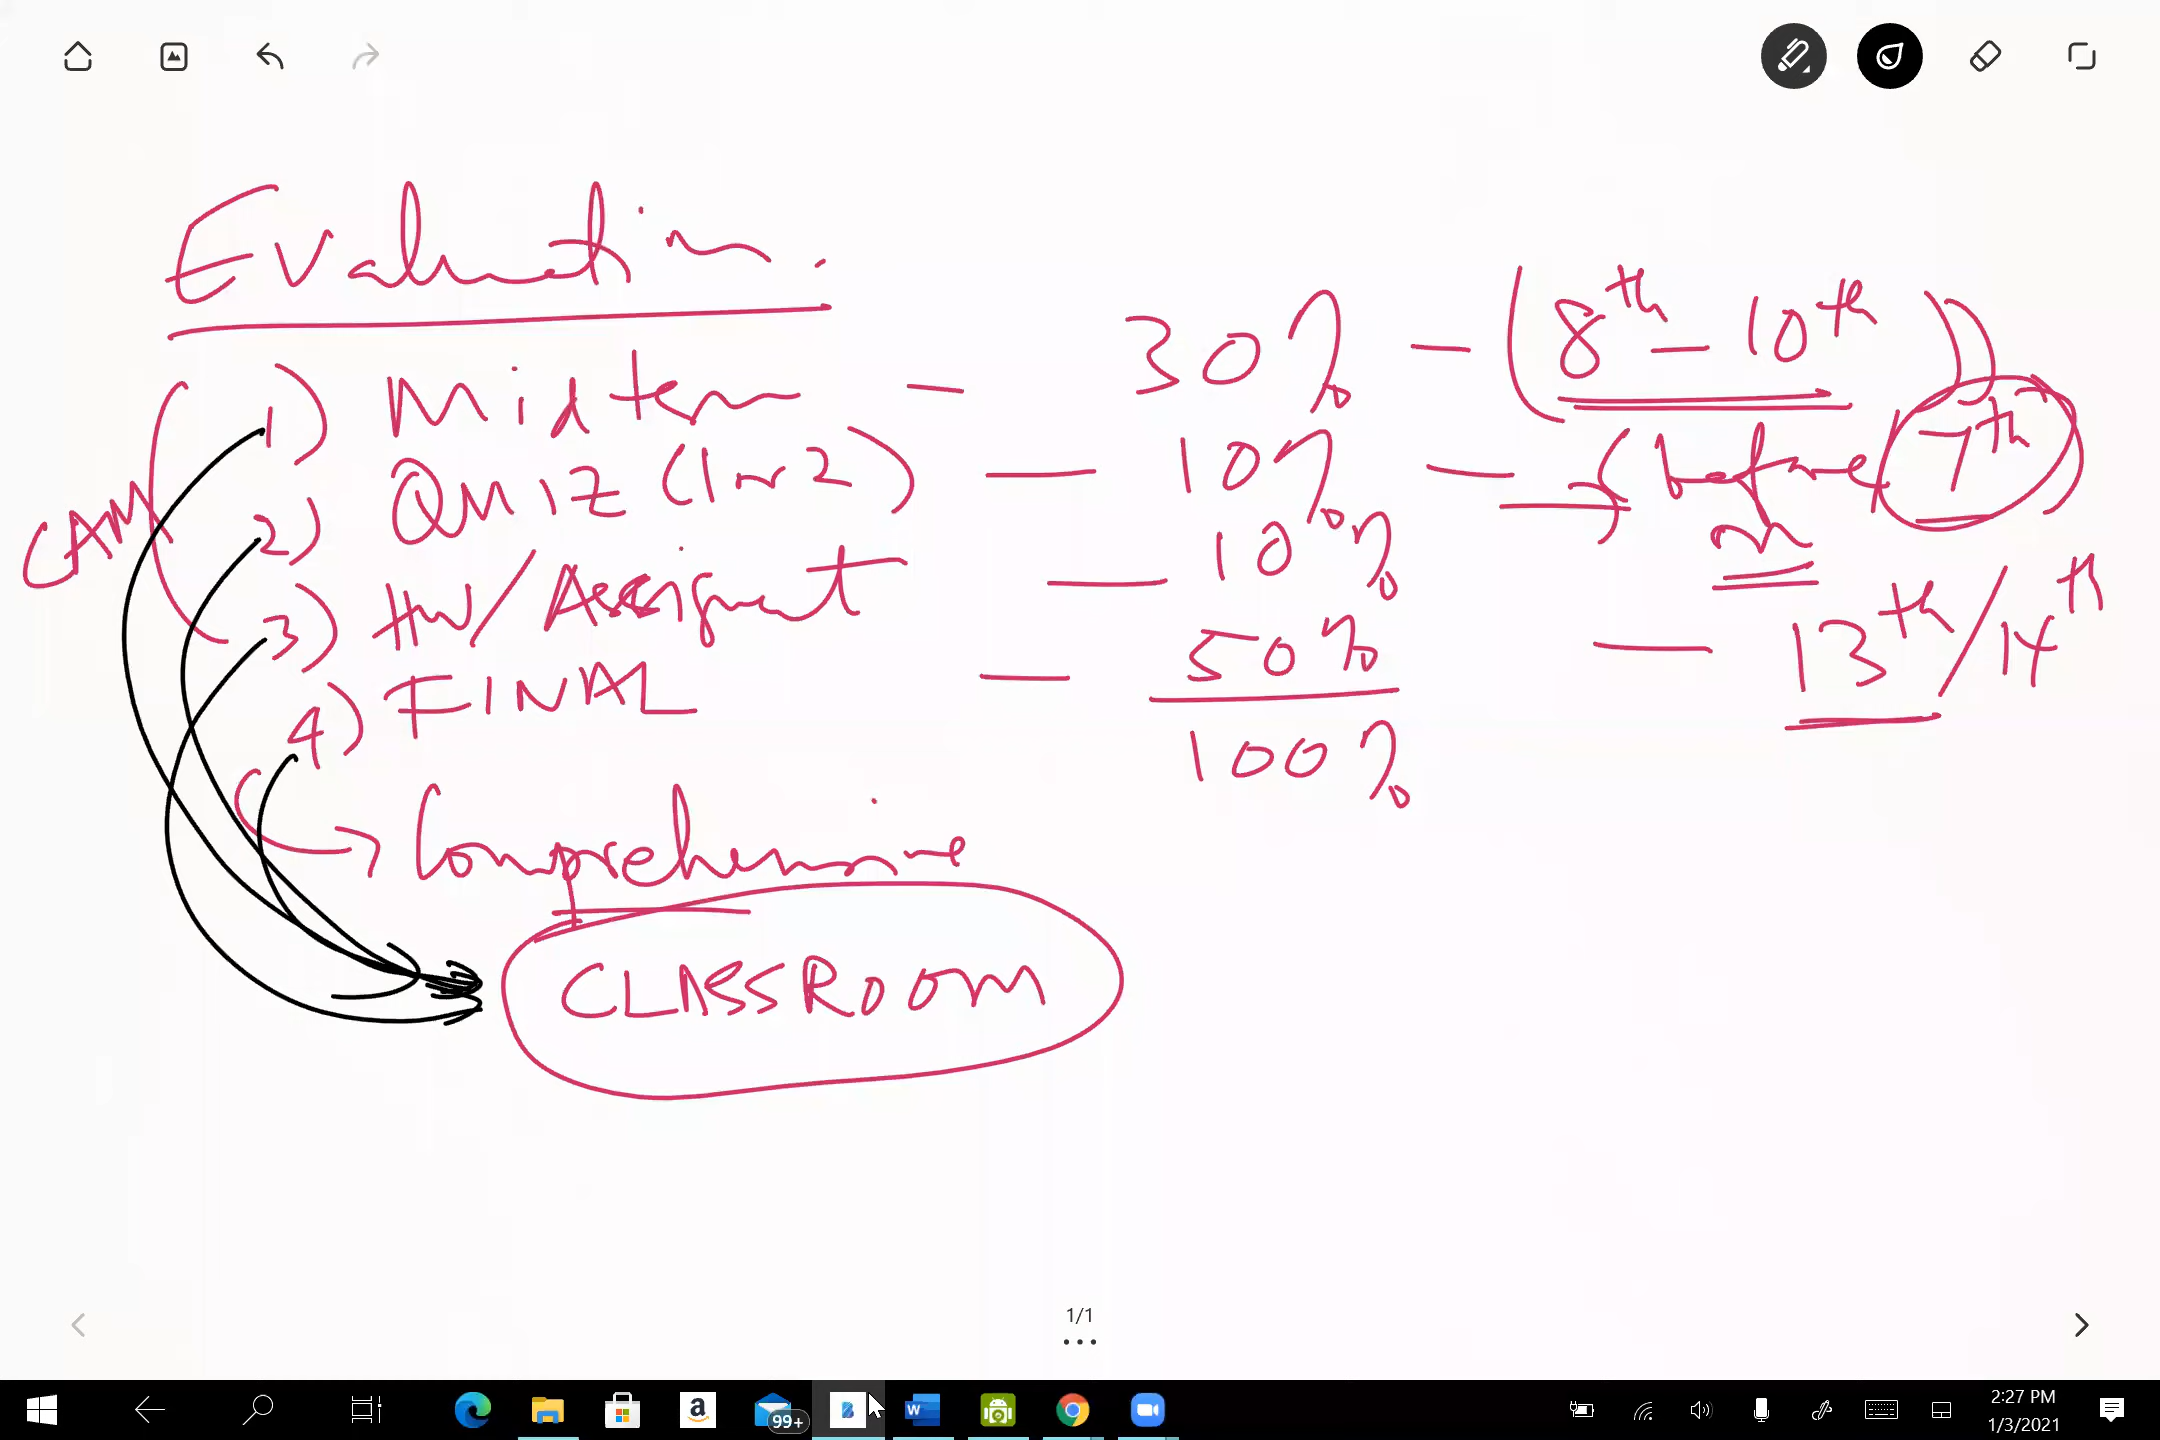 Evaluation.
1) Midterm - 30% - (8th - 10th)
2) QUIZ (1 or 2) - 10% - (before 7th)
3) HW/Assignment - 10%
4) FINAL - 50% - 13th/14th
100%
CAM
Comprehensive
CLASSROOM
1/1
99+
2:27 PM
1/3/2021